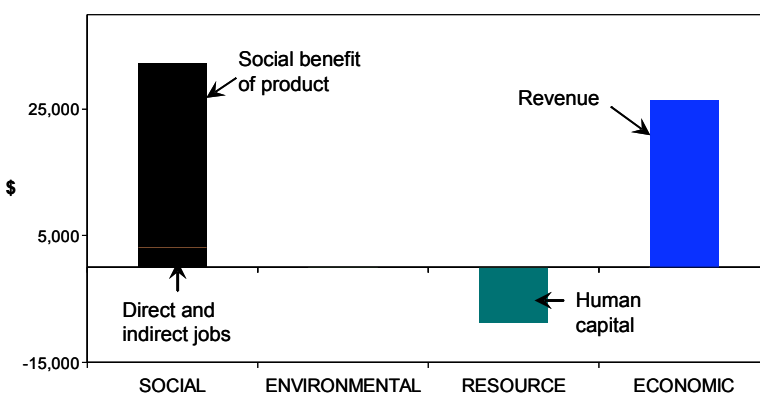 Social benefit
of product
Revenue
25,000
$
5,000
Direct and
indirect jobs
Human
capital
-15,000
SOCIAL
ENVIRONMENTAL
RESOURCE
ECONOMIC